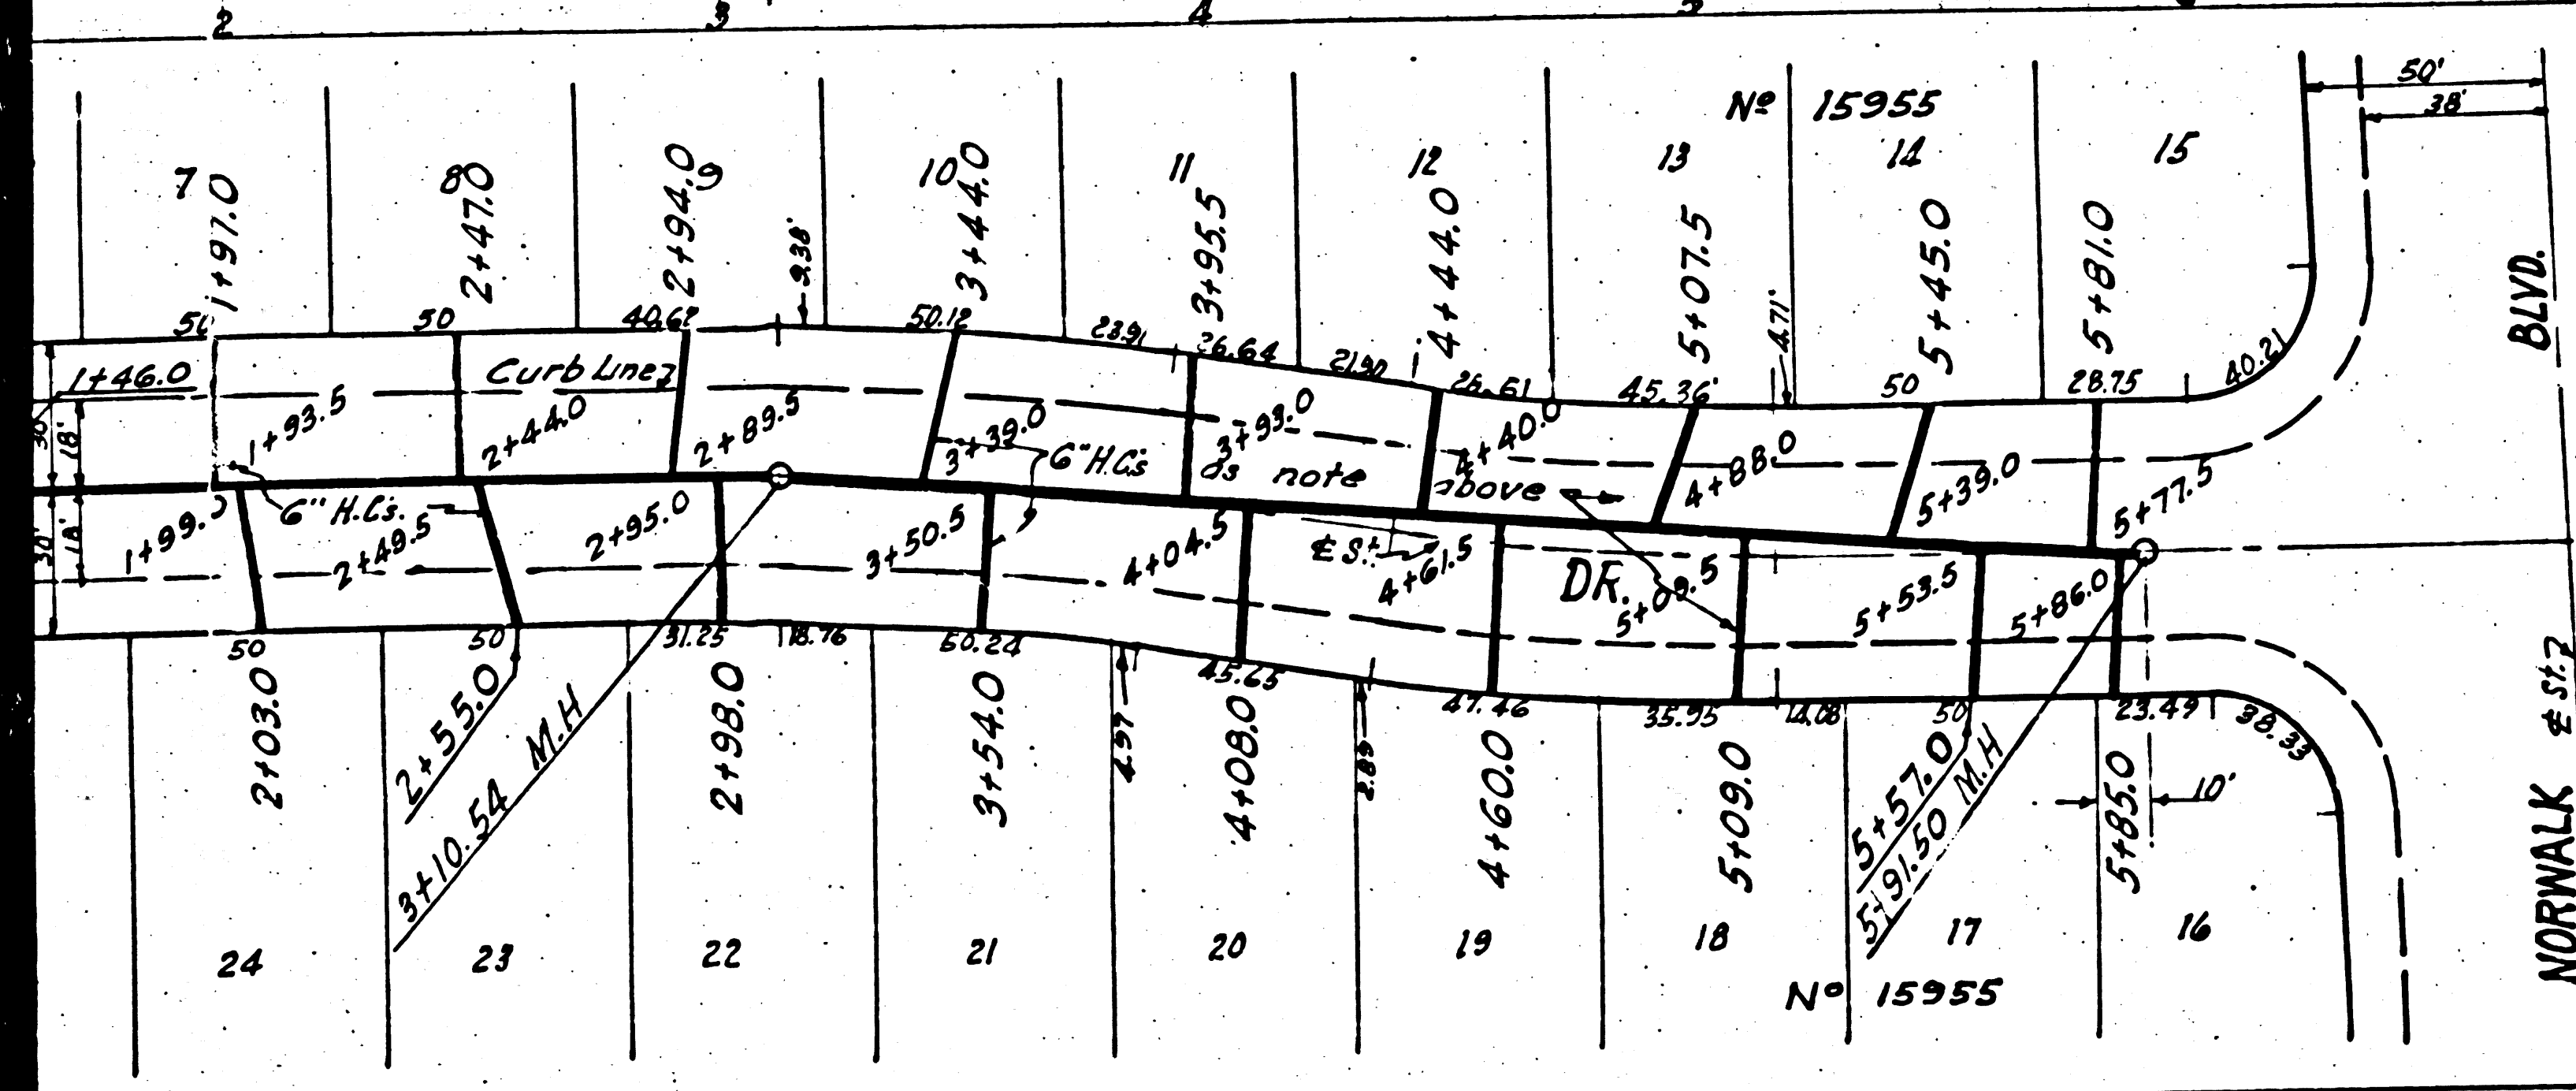 2 3 4
50'
38'
Nº 15955
7 8 9 10 11 12 13 14 15
1+97.0 2+47.0 2+94.0 3+44.0 3+95.5 4+44.0 5+07.5 5+45.0 5+81.0
9.38' 4.71'
50 40.62 50.12 23.91 26.64 21.90 26.61 45.36' 50 28.75 40.21
BLVD.
1+46.0
Curb Line
1+93.5 2+44.0 2+89.5 3+39.0 3+93.0 4+40.0 4+88.0 5+39.0 5+77.5
30' 18'
6" H.C's
as note above
6" H.C's.
30' 18'
1+99. 2+49.5 2+95.0 3+50.5 4+04.5 4+61.5 5+09.5 5+53.5 5+86.0
℄ St.
DR.
50 50 31.25 18.76 50.24 45.65 47.46 35.95 14.08 50 23.49 38.33
4.97 2.89
2+03.0 2+55.0 2+98.0 3+54.0 4+08.0 4+60.0 5+09.0 5+57.0 5+85.0
3+10.54 M.H
5+91.50 M.H
10'
NORWALK ℄ St.
24 23 22 21 20 19 18 17 16
Nº 15955